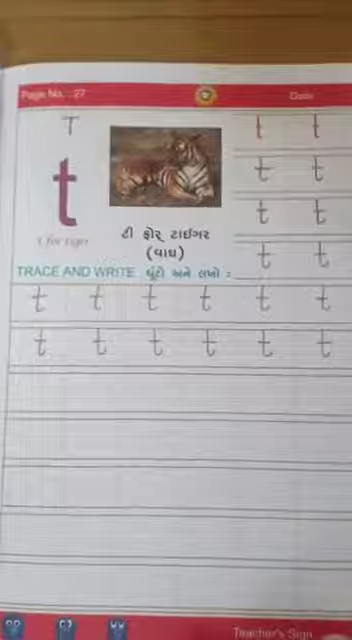 Page No. : 27 Date
T t t
t t t
t t
t for tiger
ટી ફોર ટાઈગર
(વાઘ)
t t
TRACE AND WRITE ઘૂંટો અને લખો :
t t t t t t
t t t t t t
Teacher's Sign